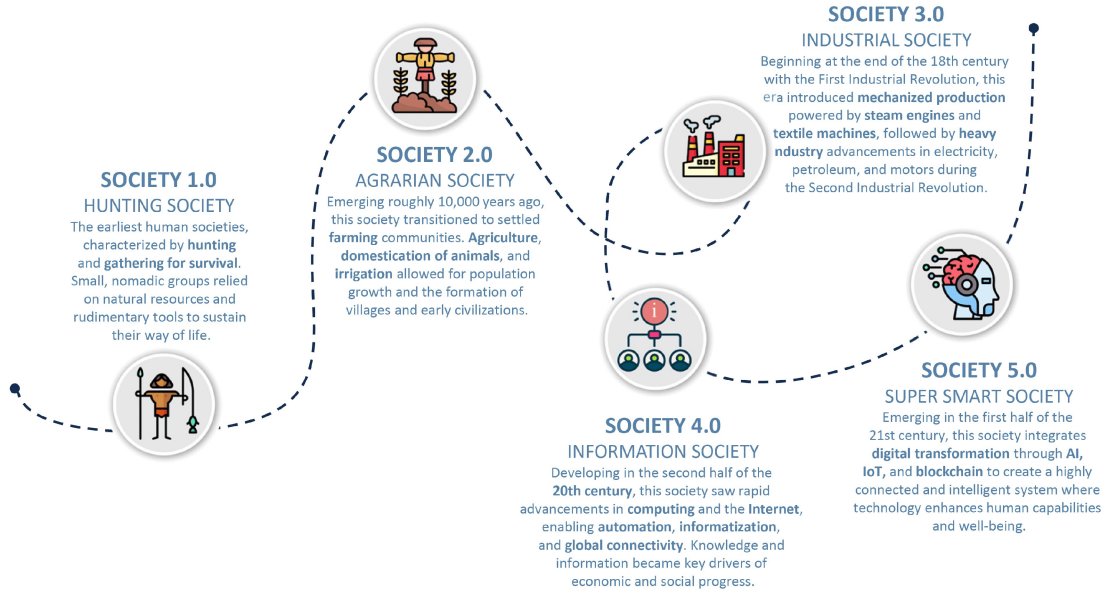 SOCIETY 1.0
HUNTING SOCIETY
The earliest human societies,
characterized by hunting
and gathering for survival.
Small, nomadic groups relied
on natural resources and
rudimentary tools to sustain
their way of life.
SOCIETY 2.0
AGRARIAN SOCIETY
Emerging roughly 10,000 years ago,
this society transitioned to settled
farming communities. Agriculture,
domestication of animals, and
irrigation allowed for population
growth and the formation of
villages and early civilizations.
SOCIETY 3.0
INDUSTRIAL SOCIETY
Beginning at the end of the 18th century
with the First Industrial Revolution, this
era introduced mechanized production
powered by steam engines and
textile machines, followed by heavy
ndustry advancements in electricity,
petroleum, and motors during
the Second Industrial Revolution.
i
SOCIETY 4.0
INFORMATION SOCIETY
Developing in the second half of the
20th century, this society saw rapid
advancements in computing and the Internet,
enabling automation, informatization,
and global connectivity. Knowledge and
information became key drivers of
economic and social progress.
SOCIETY 5.0
SUPER SMART SOCIETY
Emerging in the first half of the
21st century, this society integrates
digital transformation through AI,
IoT, and blockchain to create a highly
connected and intelligent system where
technology enhances human capabilities
and well-being.